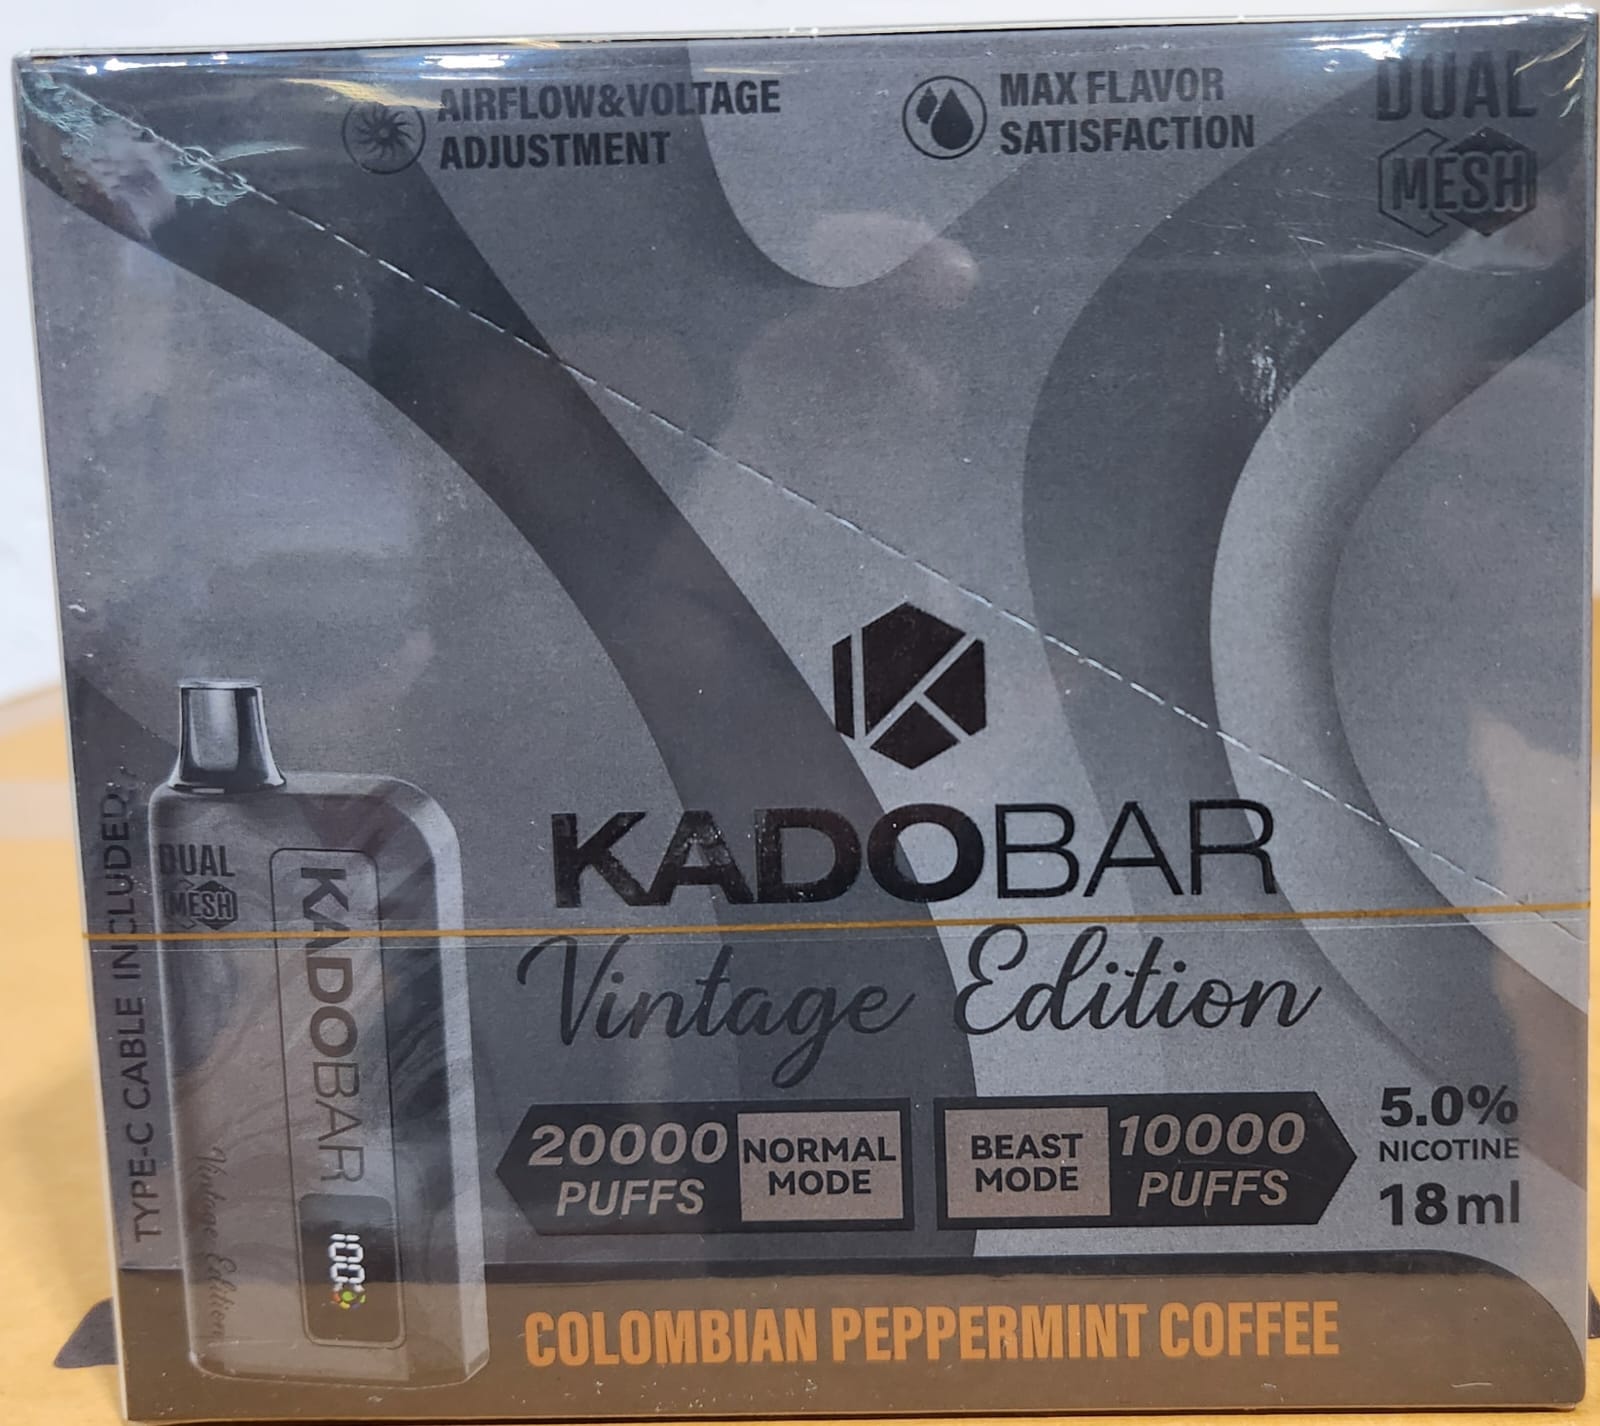 AIRFLOW&VOLTAGE
ADJUSTMENT
MAX FLAVOR
SATISFACTION
DUAL
MESH
KADOBAR
Vintage Edition
20000
PUFFS
NORMAL
MODE
BEAST
MODE
10000
PUFFS
5.0%
NICOTINE
18ml
TYPE-C CABLE INCLUDED
DUAL
MESH
KADOBAR
Vintage Edition
100
COLOMBIAN PEPPERMINT COFFEE